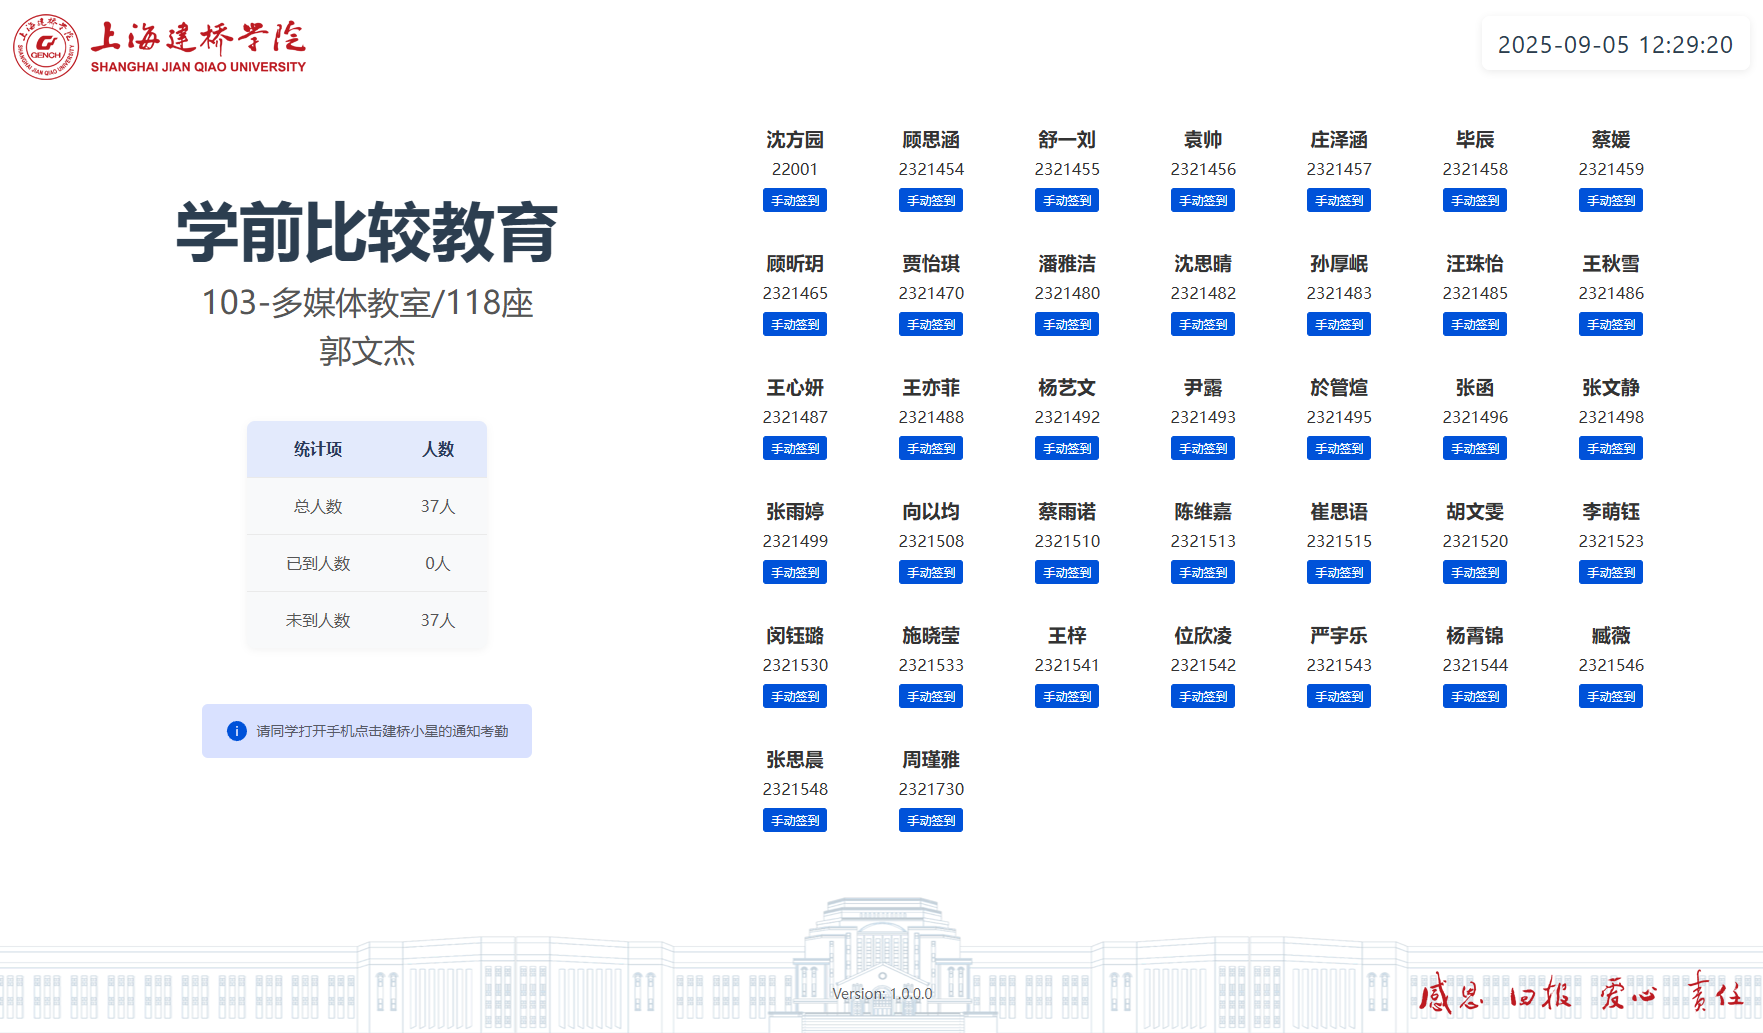 上海建桥学院
SHANGHAI JIAN QIAO UNIVERSITY
GENCH
2025-09-05 12:29:20
学前比较教育
103-多媒体教室/118座
郭文杰
统计项 人数
总人数 37人
已到人数 0人
未到人数 37人
请同学打开手机点击建桥小星的通知考勤
沈方园 顾思涵 舒一刘 袁帅 庄泽涵 毕辰 蔡媛
22001 2321454 2321455 2321456 2321457 2321458 2321459
手动签到 手动签到 手动签到 手动签到 手动签到 手动签到 手动签到
顾昕玥 贾怡琪 潘雅洁 沈思晴 孙厚岷 汪珠怡 王秋雪
2321465 2321470 2321480 2321482 2321483 2321485 2321486
手动签到 手动签到 手动签到 手动签到 手动签到 手动签到 手动签到
王心妍 王亦菲 杨艺文 尹露 於管煊 张函 张文静
2321487 2321488 2321492 2321493 2321495 2321496 2321498
手动签到 手动签到 手动签到 手动签到 手动签到 手动签到 手动签到
张雨婷 向以均 蔡雨诺 陈维嘉 崔思语 胡文雯 李萌钰
2321499 2321508 2321510 2321513 2321515 2321520 2321523
手动签到 手动签到 手动签到 手动签到 手动签到 手动签到 手动签到
闵钰璐 施晓莹 王梓 位欣凌 严宇乐 杨霄锦 臧薇
2321530 2321533 2321541 2321542 2321543 2321544 2321546
手动签到 手动签到 手动签到 手动签到 手动签到 手动签到 手动签到
张思晨 周瑾雅
2321548 2321730
手动签到 手动签到
Version: 1.0.0.0
感恩 回报 爱心 责任